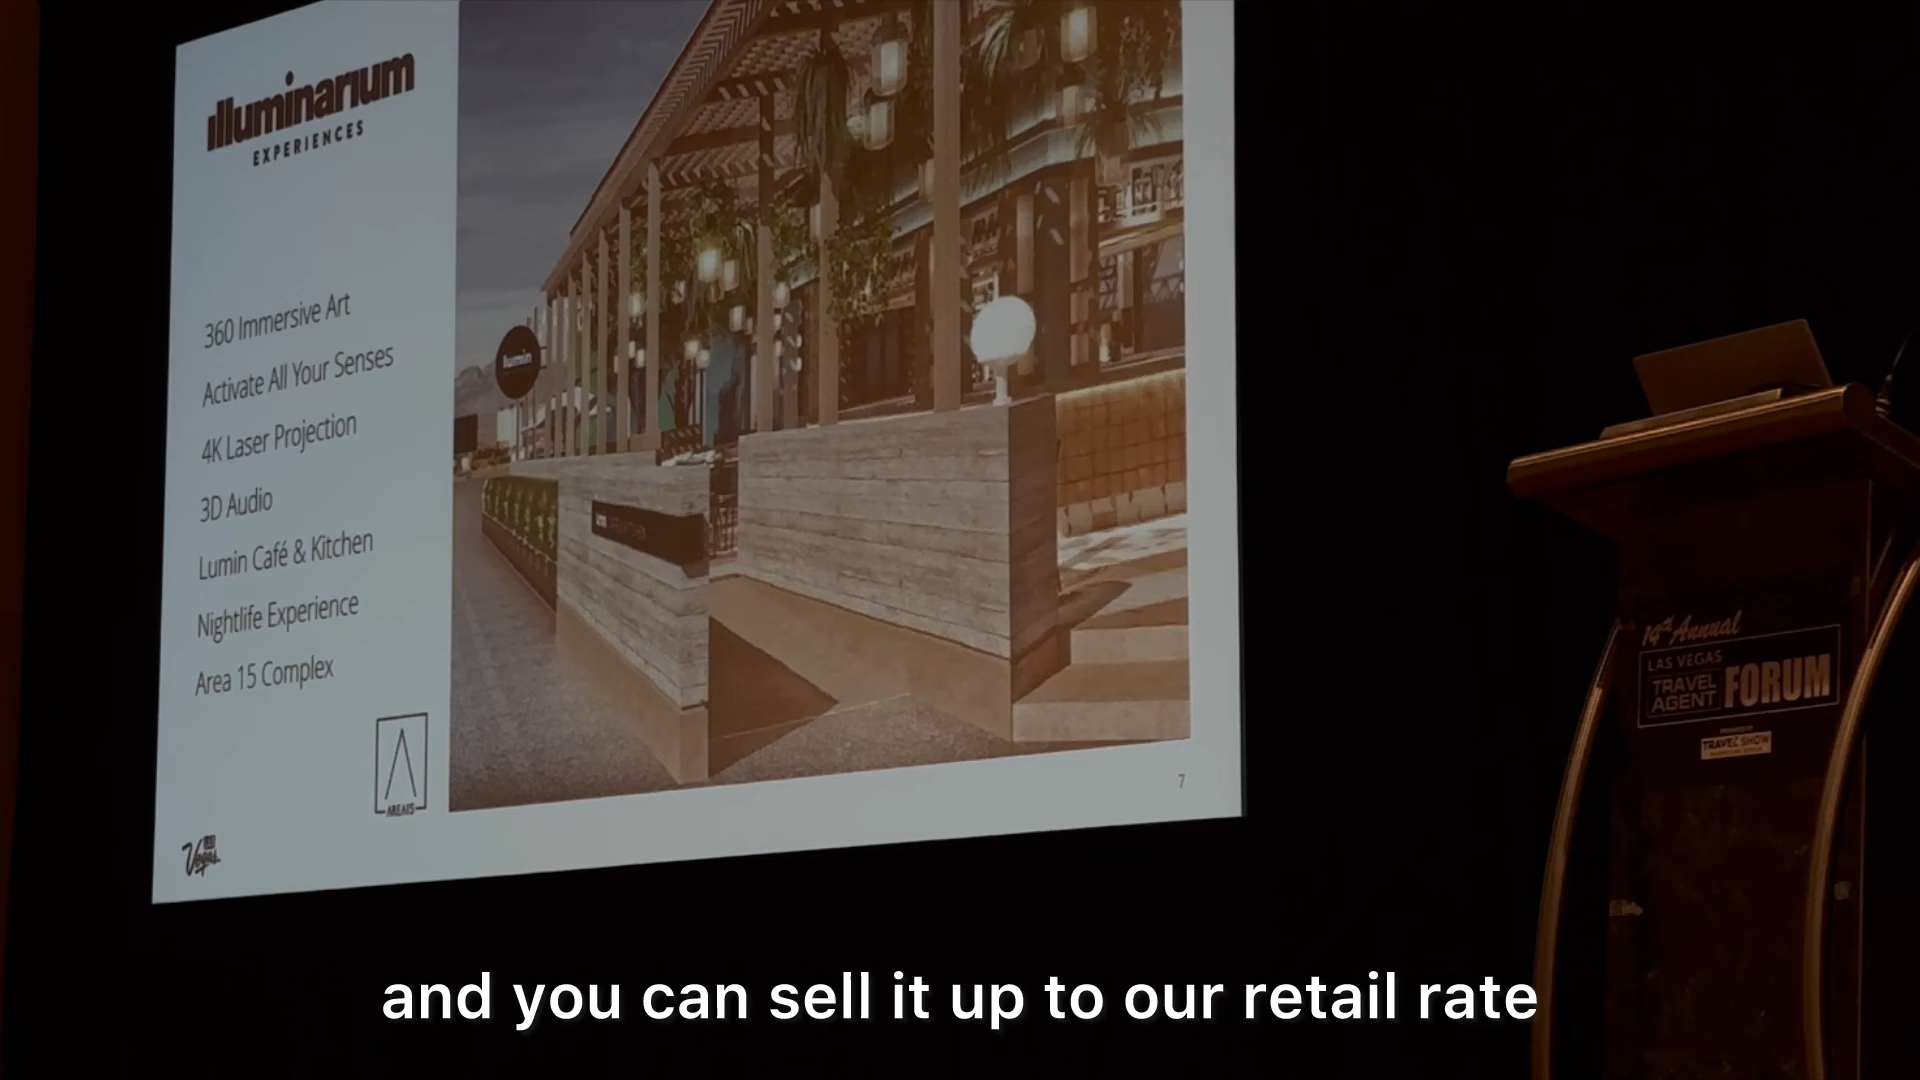 illuminarium
EXPERIENCES
360 Immersive Art
Activate All Your Senses
4K Laser Projection
3D Audio
Lumin Café & Kitchen
Nightlife Experience
Area 15 Complex
AREA15
Vegas
lumin
7
14th Annual
LAS VEGAS
TRAVEL
AGENT
FORUM
TRAVEL SHOW
and you can sell it up to our retail rate